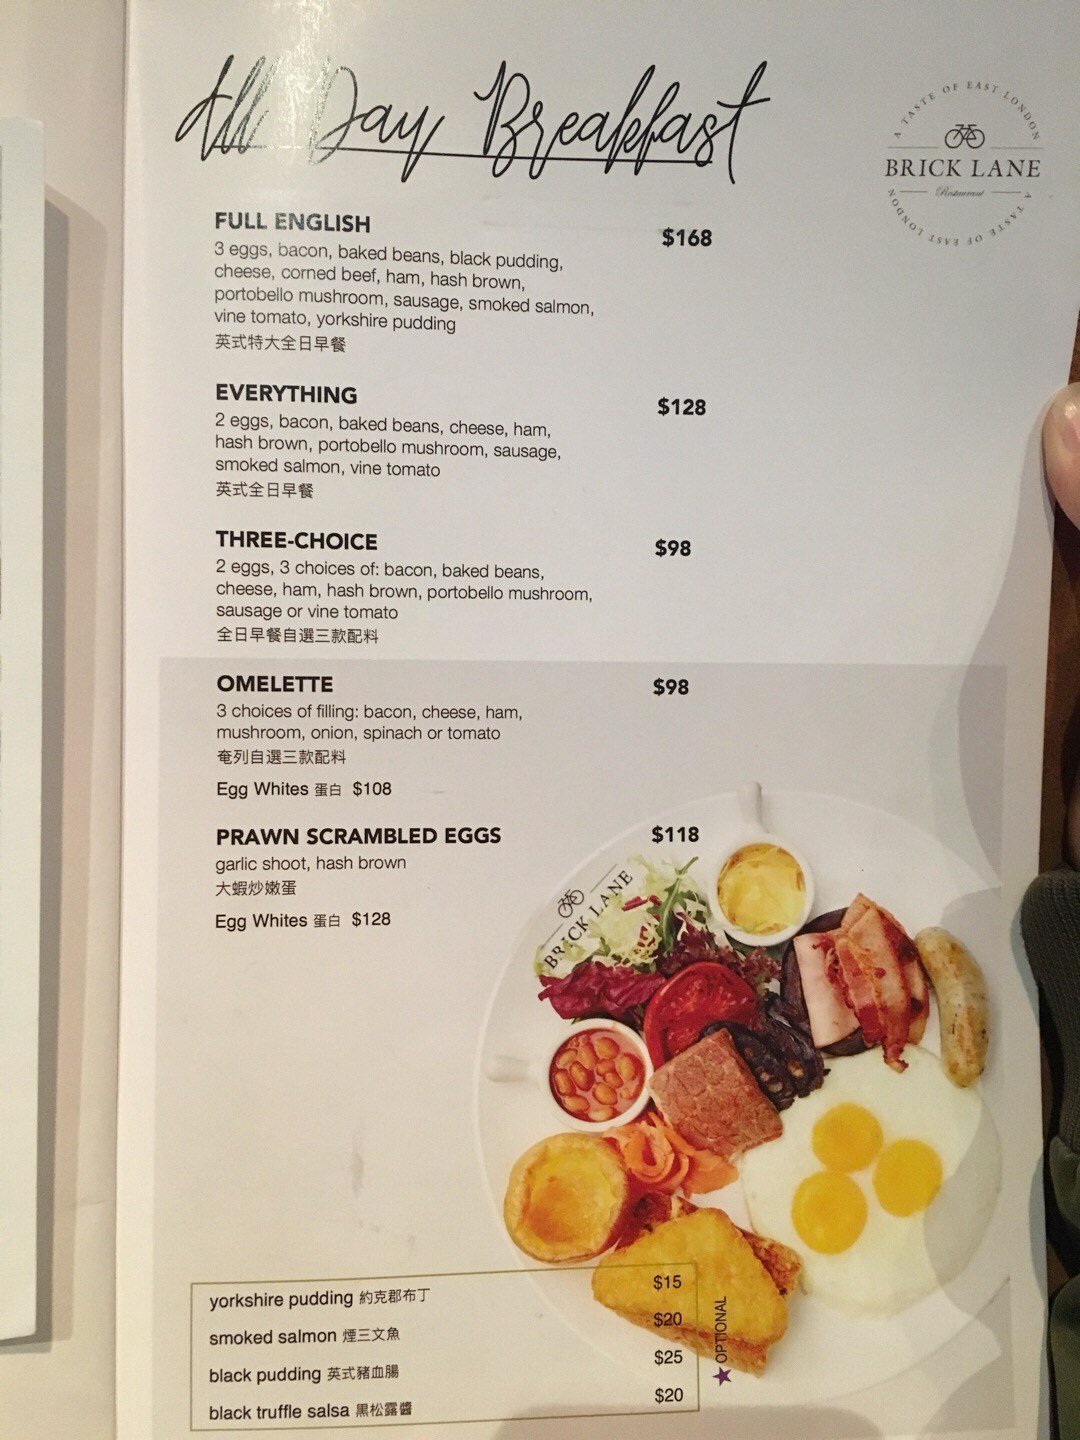 All Day Breakfast
A TASTE OF EAST LONDON
BRICK LANE
Restaurant
A TASTE OF EAST LONDON
FULL ENGLISH $168
3 eggs, bacon, baked beans, black pudding,
cheese, corned beef, ham, hash brown,
portobello mushroom, sausage, smoked salmon,
vine tomato, yorkshire pudding
英式特大全日早餐
EVERYTHING $128
2 eggs, bacon, baked beans, cheese, ham,
hash brown, portobello mushroom, sausage,
smoked salmon, vine tomato
英式全日早餐
THREE-CHOICE $98
2 eggs, 3 choices of: bacon, baked beans,
cheese, ham, hash brown, portobello mushroom,
sausage or vine tomato
全日早餐自選三款配料
OMELETTE $98
3 choices of filling: bacon, cheese, ham,
mushroom, onion, spinach or tomato
奄列自選三款配料
Egg Whites 蛋白 $108
PRAWN SCRAMBLED EGGS $118
garlic shoot, hash brown
大蝦炒嫩蛋
Egg Whites 蛋白 $128
BRICK LANE
yorkshire pudding 約克郡布丁 $15
smoked salmon 煙三文魚 $20
black pudding 英式豬血腸 $25
black truffle salsa 黑松露醬 $20
★ OPTIONAL